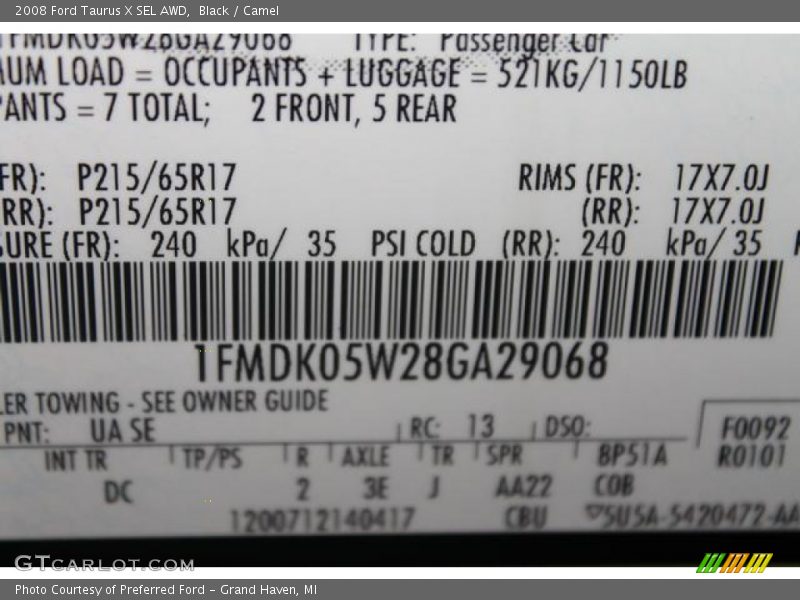 2008 Ford Taurus X SEL AWD, Black / Camel
1FMDK05W28GA29068 TYPE: Passenger Car
UM LOAD = OCCUPANTS + LUGGAGE = 521KG/1150LB
PANTS = 7 TOTAL; 2 FRONT, 5 REAR
FR): P215/65R17 RIMS (FR): 17X7.0J
RR): P215/65R17 (RR): 17X7.0J
SURE (FR): 240 kPa/ 35 PSI COLD (RR): 240 kPa/ 35
1FMDK05W28GA29068
LER TOWING - SEE OWNER GUIDE
PNT: UA SE RC: 13 DSO: F0092
INT TR TP/PS R AXLE TR SPR BP51A R0101
DC 2 3E J AA22 COB
1200712140417 CBU ▽5U5A-5420472-AA
GTCARLOT.COM
Photo Courtesy of Preferred Ford - Grand Haven, MI